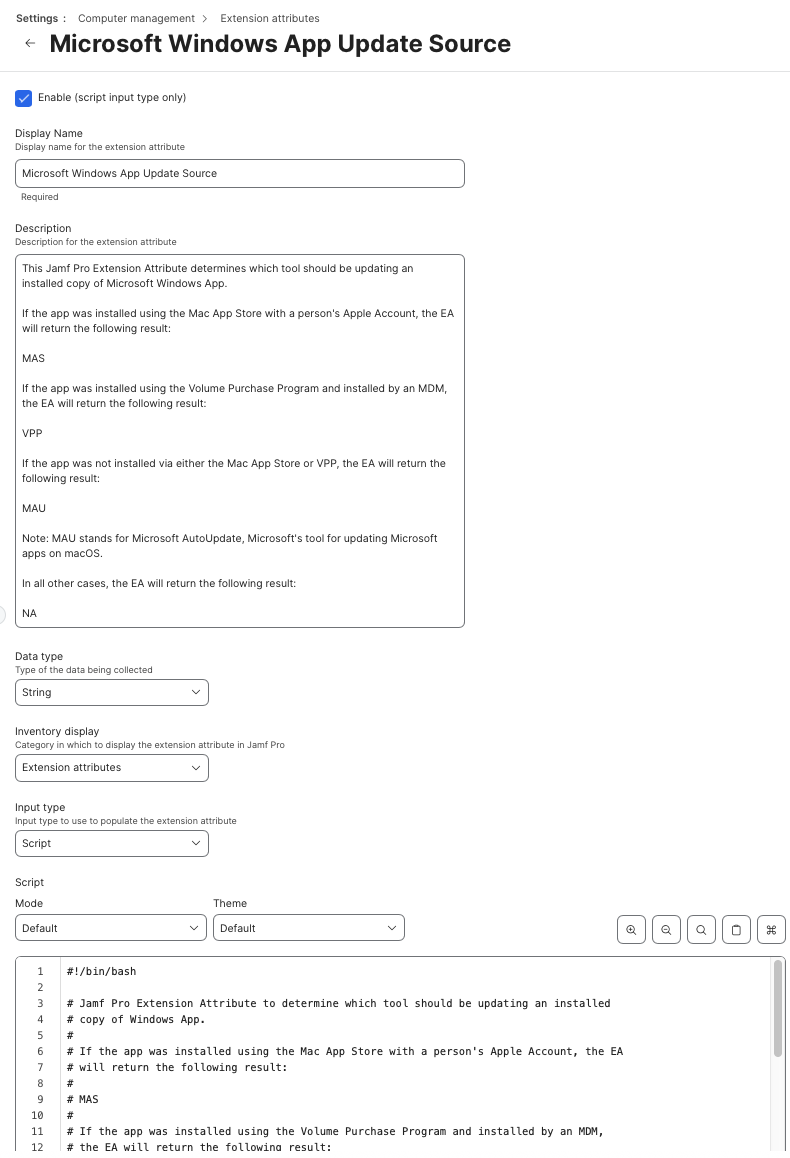 Settings : Computer management > Extension attributes
← Microsoft Windows App Update Source
Enable (script input type only)
Display Name
Display name for the extension attribute
Microsoft Windows App Update Source
Required
Description
Description for the extension attribute
This Jamf Pro Extension Attribute determines which tool should be updating an
installed copy of Microsoft Windows App.
If the app was installed using the Mac App Store with a person's Apple Account, the EA
will return the following result:
MAS
If the app was installed using the Volume Purchase Program and installed by an MDM,
the EA will return the following result:
VPP
If the app was not installed via either the Mac App Store or VPP, the EA will return the
following result:
MAU
Note: MAU stands for Microsoft AutoUpdate, Microsoft's tool for updating Microsoft
apps on macOS.
In all other cases, the EA will return the following result:
NA
Data type
Type of the data being collected
String
Inventory display
Category in which to display the extension attribute in Jamf Pro
Extension attributes
Input type
Input type to use to populate the extension attribute
Script
Script
Mode Theme
Default Default
1 #!/bin/bash
2
3 # Jamf Pro Extension Attribute to determine which tool should be updating an installed
4 # copy of Windows App.
5 #
6 # If the app was installed using the Mac App Store with a person's Apple Account, the EA
7 # will return the following result:
8 #
9 # MAS
10 #
11 # If the app was installed using the Volume Purchase Program and installed by an MDM,
12 # the EA will return the following result: